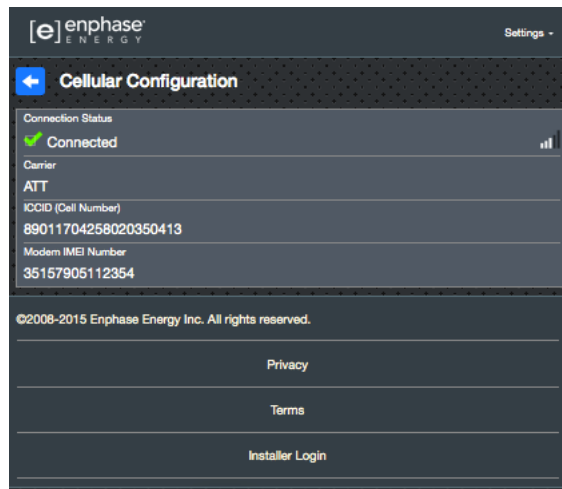 [e] enphase
ENERGY
Settings
Cellular Configuration
Connection Status
Connected
Carrier
ATT
ICCID (Cell Number)
89011704258020350413
Modem IMEI Number
35157905112354
©2008-2015 Enphase Energy Inc. All rights reserved.
Privacy
Terms
Installer Login